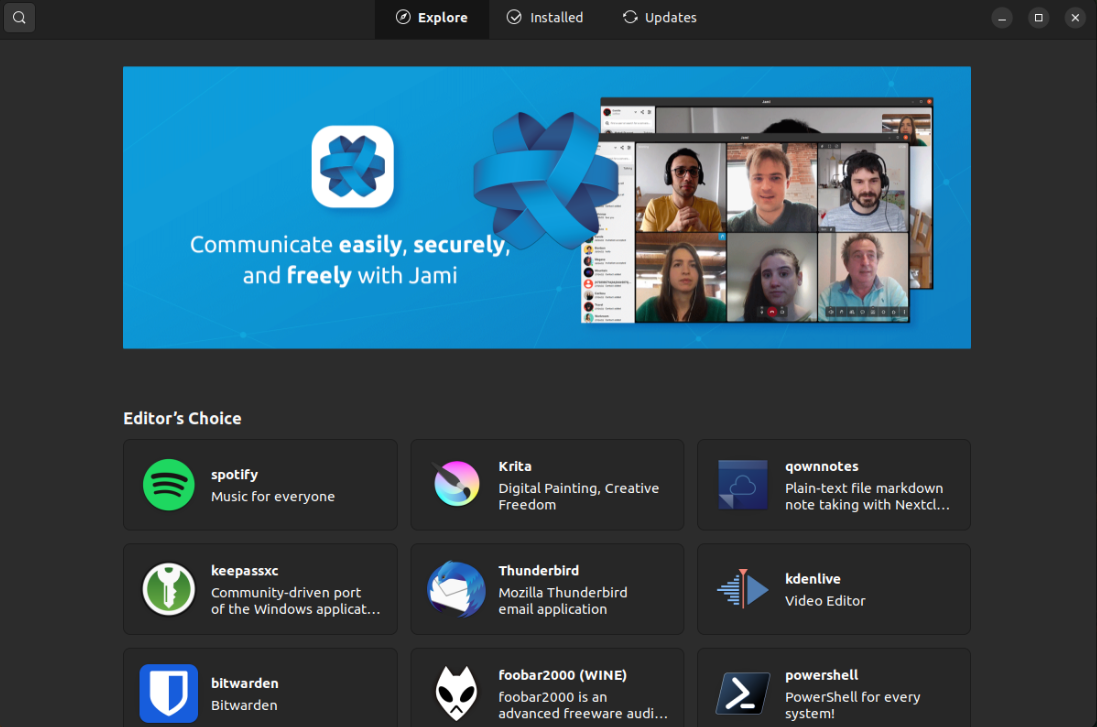 Explore
Installed
Updates
Jami
Jami
Communicate easily, securely,
and freely with Jami
Editor's Choice
spotify
Music for everyone
Krita
Digital Painting, Creative
Freedom
qownnotes
Plain-text file markdown
note taking with Nextcl...
keepassxc
Community-driven port
of the Windows applicat...
Thunderbird
Mozilla Thunderbird
email application
kdenlive
Video Editor
bitwarden
Bitwarden
foobar2000 (WINE)
foobar2000 is an
advanced freeware audi...
powershell
PowerShell for every
system!